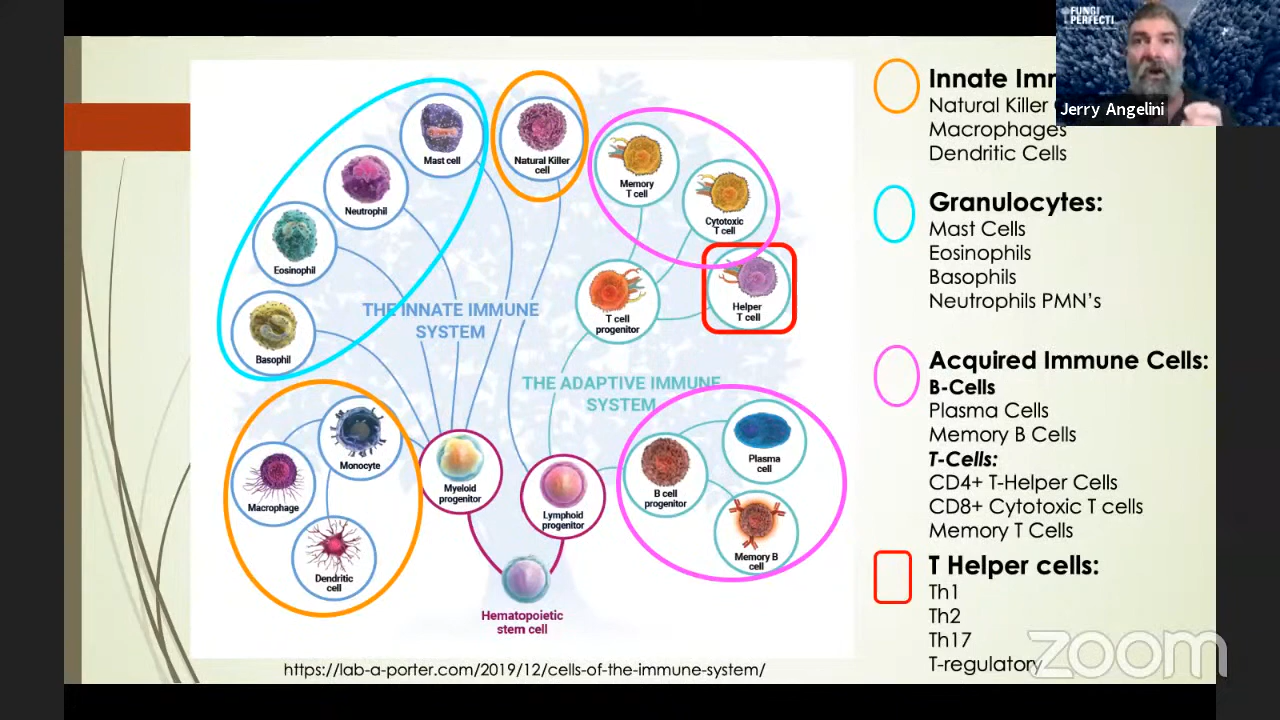 FUNGI
PERFECTI
Jerry Angelini
Mast cell
Natural Killer
cell
Neutrophil
Memory
T cell
Cytotoxic
T cell
Eosinophil
Helper
T cell
T cell
progenitor
Basophil
THE INNATE IMMUNE
SYSTEM
THE ADAPTIVE IMMUNE
SYSTEM
Monocyte
Macrophage
Dendritic
cell
Myeloid
progenitor
Lymphoid
progenitor
B cell
progenitor
Plasma
cell
Memory B
cell
Hematopoietic
stem cell
https://lab-a-porter.com/2019/12/cells-of-the-immune-system/
Innate
Natural Killer
Macrophages
Dendritic Cells
Granulocytes:
Mast Cells
Eosinophils
Basophils
Neutrophils PMN’s
Acquired Immune Cells:
B-Cells
Plasma Cells
Memory B Cells
T-Cells:
CD4+ T-Helper Cells
CD8+ Cytotoxic T cells
Memory T Cells
T Helper cells:
Th1
Th2
Th17
T-regulatory
zoom